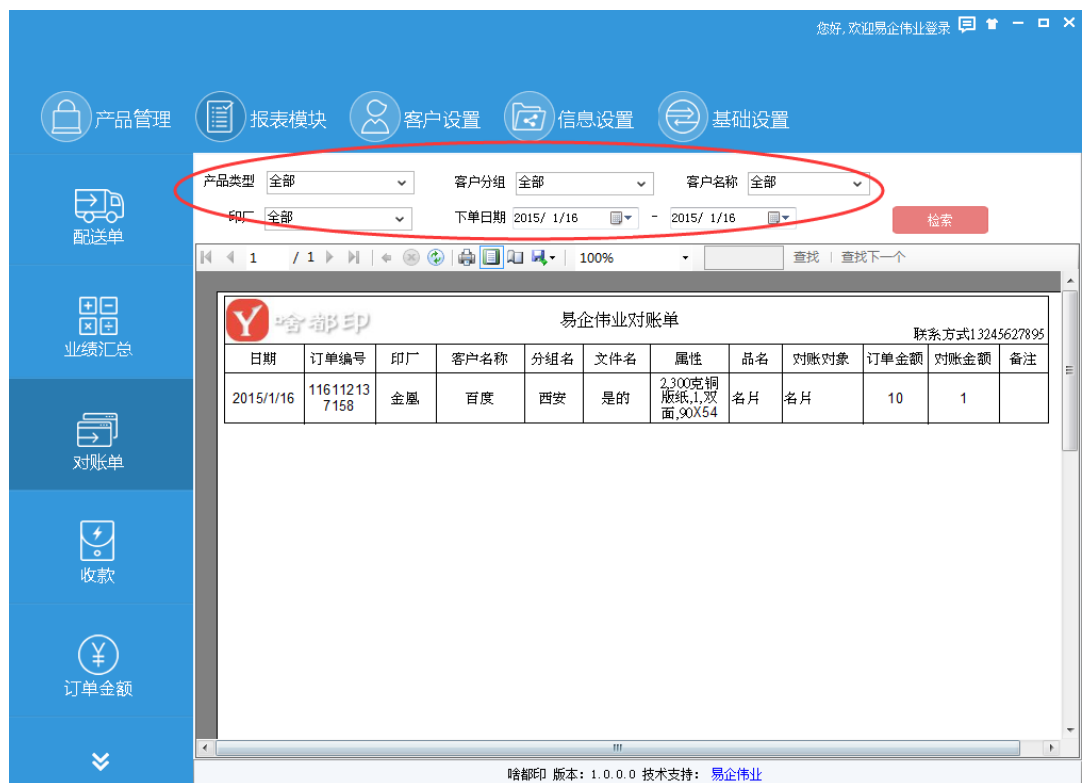 您好,欢迎易企伟业登录
产品管理 报表模块 客户设置 信息设置 基础设置
产品类型 全部 客户分组 全部 客户名称 全部
印厂 全部 下单日期 2015/ 1/16 - 2015/ 1/16 检索
1 / 1 100% 查找 | 查找下一个
配送单
业绩汇总
对账单
收款
订单金额
Y 啥都印 易企伟业对账单
联系方式13245627895
日期 订单编号 印厂 客户名称 分组名 文件名 属性 品名 对账对象 订单金额 对账金额 备注
2015/1/16 116112137158 金凰 百度 西安 是的 2,300克铜版纸,1,双面,90X54 名片 名片 10 1
啥都印 版本: 1.0.0.0 技术支持: 易企伟业